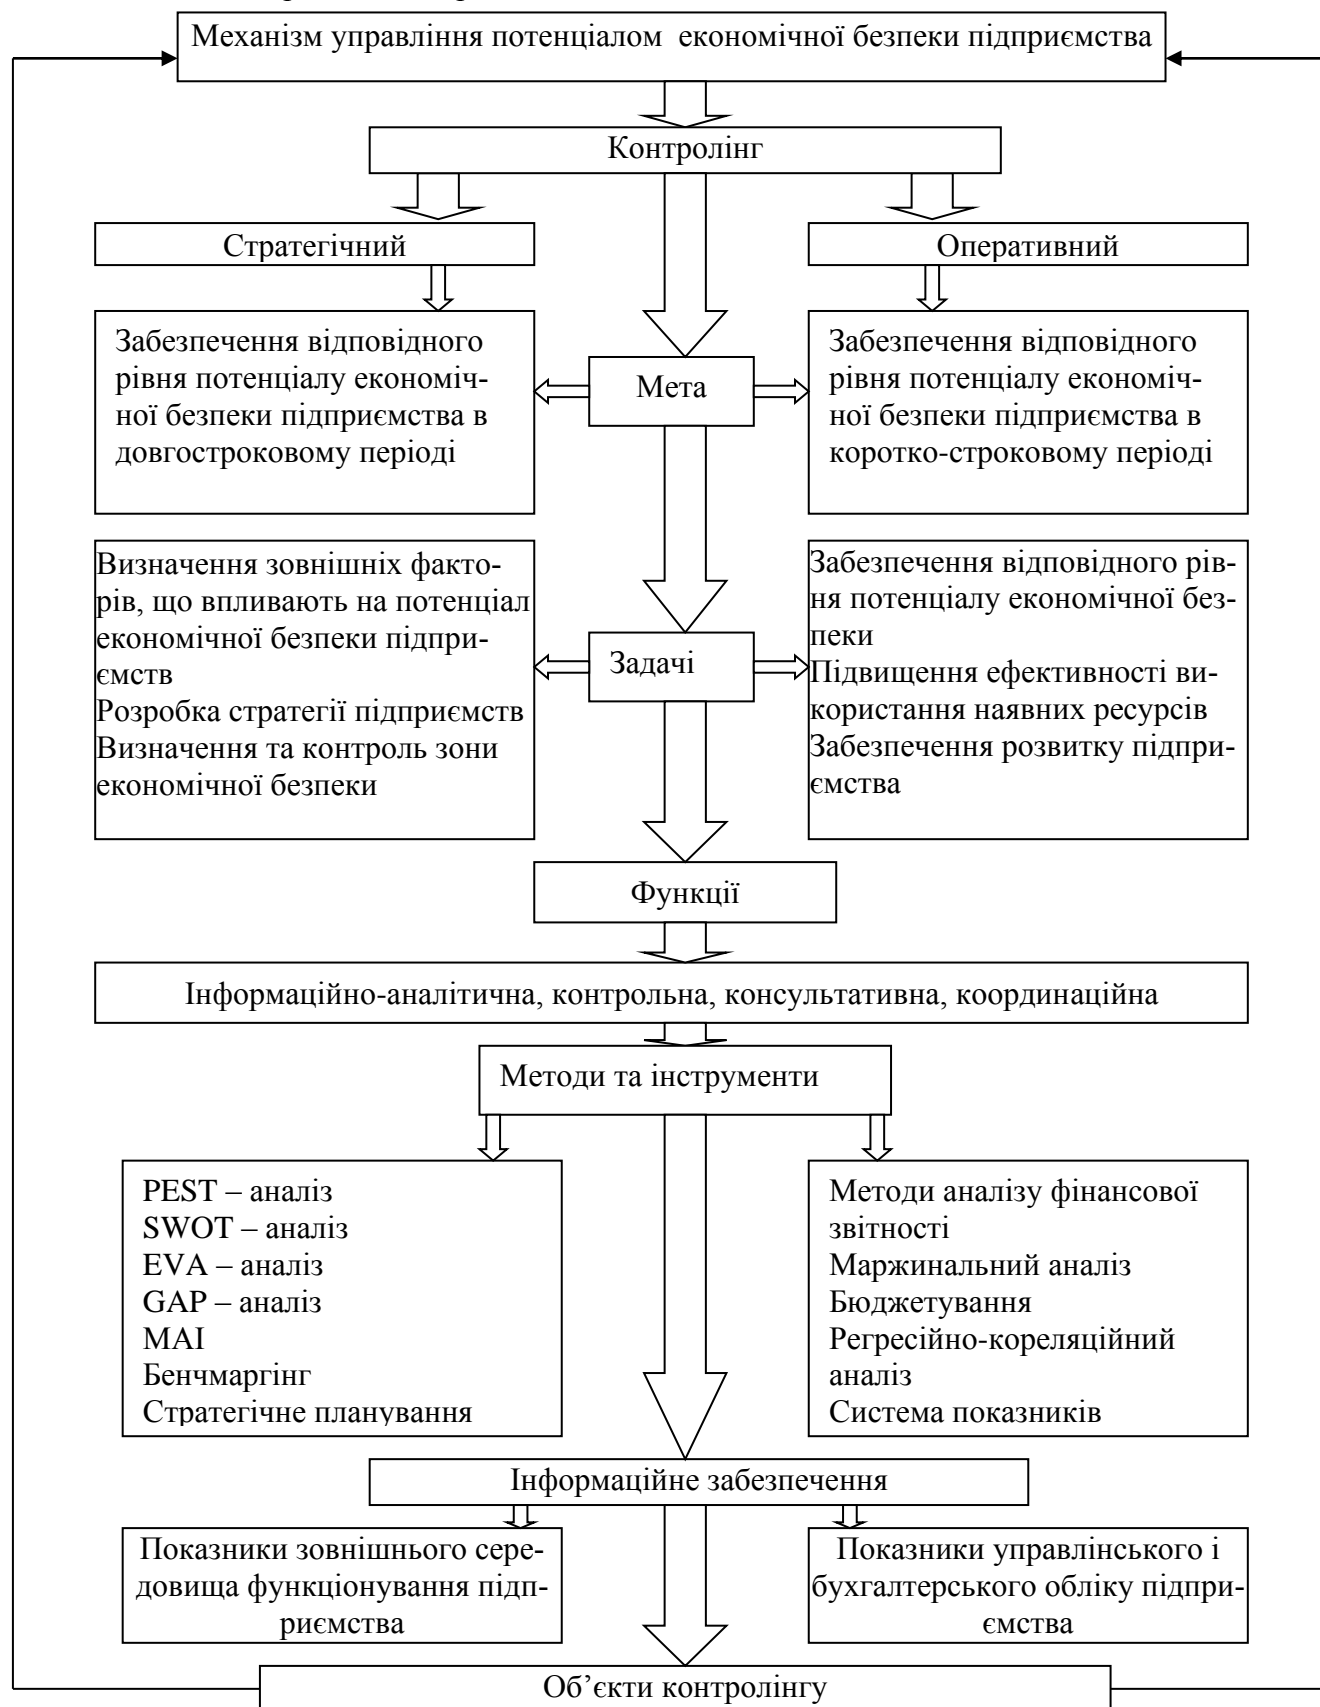 Механізм управління потенціалом економічної безпеки підприємства
Контролінг
Стратегічний
Оперативний
Забезпечення відповідного
рівня потенціалу економіч-
ної безпеки підприємства в
довгостроковому періоді
Мета
Забезпечення відповідного
рівня потенціалу економіч-
ної безпеки підприємства в
коротко-строковому періоді
Визначення зовнішніх факто-
рів, що впливають на потенціал
економічної безпеки підпри-
ємств
Розробка стратегії підприємств
Визначення та контроль зони
економічної безпеки
Задачі
Забезпечення відповідного рів-
ня потенціалу економічної без-
пеки
Підвищення ефективності ви-
користання наявних ресурсів
Забезпечення розвитку підпри-
ємства
Функції
Інформаційно-аналітична, контрольна, консультативна, координаційна
Методи та інструменти
PEST – аналіз
SWOT – аналіз
EVA – аналіз
GAP – аналіз
МАІ
Бенчмаргінг
Стратегічне планування
Методи аналізу фінансової
звітності
Маржинальний аналіз
Бюджетування
Регресійно-кореляційний
аналіз
Система показників
Інформаційне забезпечення
Показники зовнішнього сере-
довища функціонування підп-
риємства
Показники управлінського і
бухгалтерського обліку підпри-
ємства
Об’єкти контролінгу